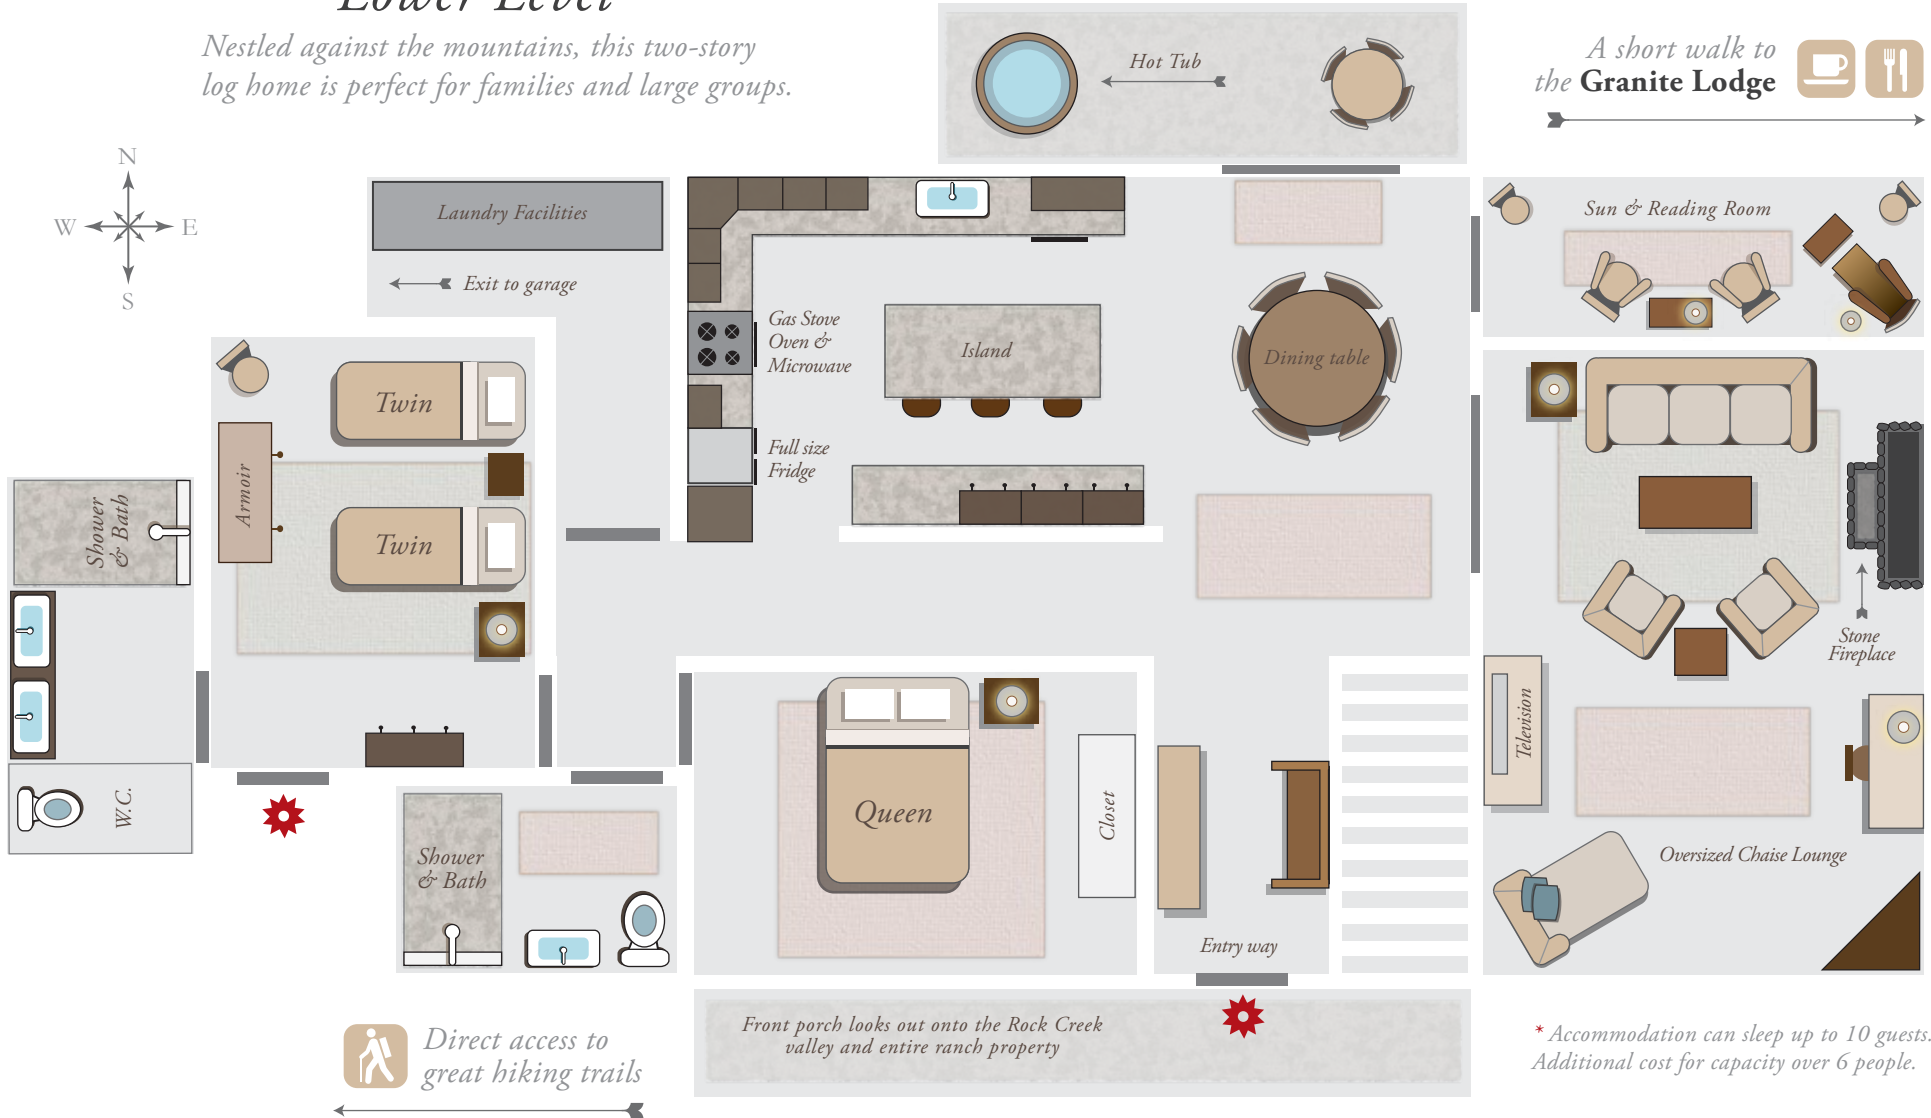 Lower Level
Nestled against the mountains, this two-story
log home is perfect for families and large groups.
Hot Tub
A short walk to
the Granite Lodge
N
W
E
S
Laundry Facilities
Exit to garage
Sun & Reading Room
Gas Stove
Oven &
Microwave
Island
Dining table
Full size
Fridge
Twin
Armoir
Twin
Shower
& Bath
W.C.
Stone
Fireplace
Television
Queen
Closet
Shower
& Bath
Oversized Chaise Lounge
Entry way
Front porch looks out onto the Rock Creek
valley and entire ranch property
Direct access to
great hiking trails
* Accommodation can sleep up to 10 guests.
Additional cost for capacity over 6 people.